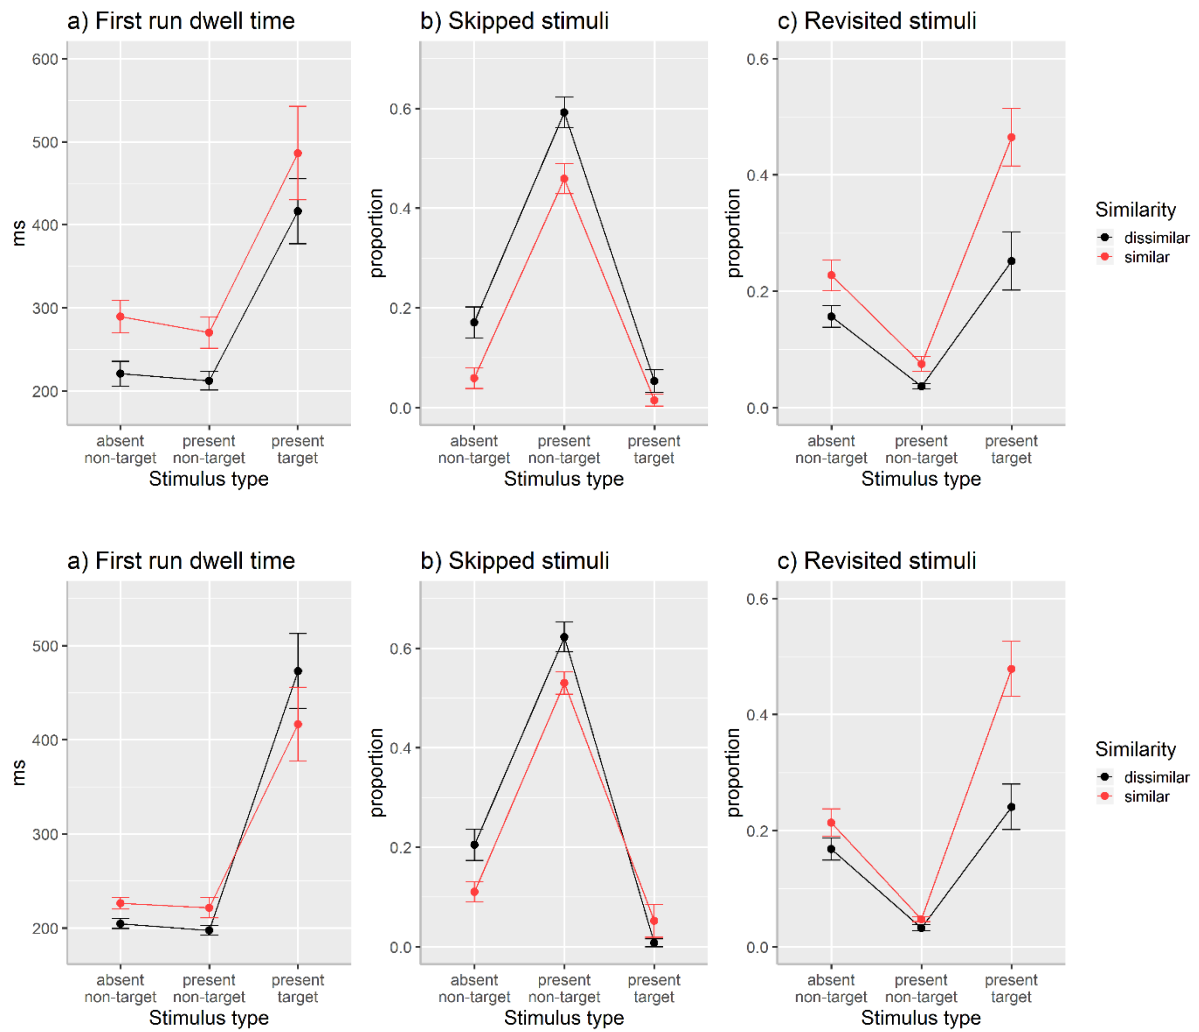 a) First run dwell time
b) Skipped stimuli
c) Revisited stimuli
600
500
400
300
200
ms
absent
non-target
present
non-target
present
target
Stimulus type
0.6
0.4
0.2
0.0
proportion
absent
non-target
present
non-target
present
target
Stimulus type
0.6
0.4
0.2
0.0
proportion
absent
non-target
present
non-target
present
target
Stimulus type
Similarity
dissimilar
similar
a) First run dwell time
b) Skipped stimuli
c) Revisited stimuli
500
400
300
200
ms
absent
non-target
present
non-target
present
target
Stimulus type
0.6
0.4
0.2
0.0
proportion
absent
non-target
present
non-target
present
target
Stimulus type
0.6
0.4
0.2
0.0
proportion
absent
non-target
present
non-target
present
target
Stimulus type
Similarity
dissimilar
similar